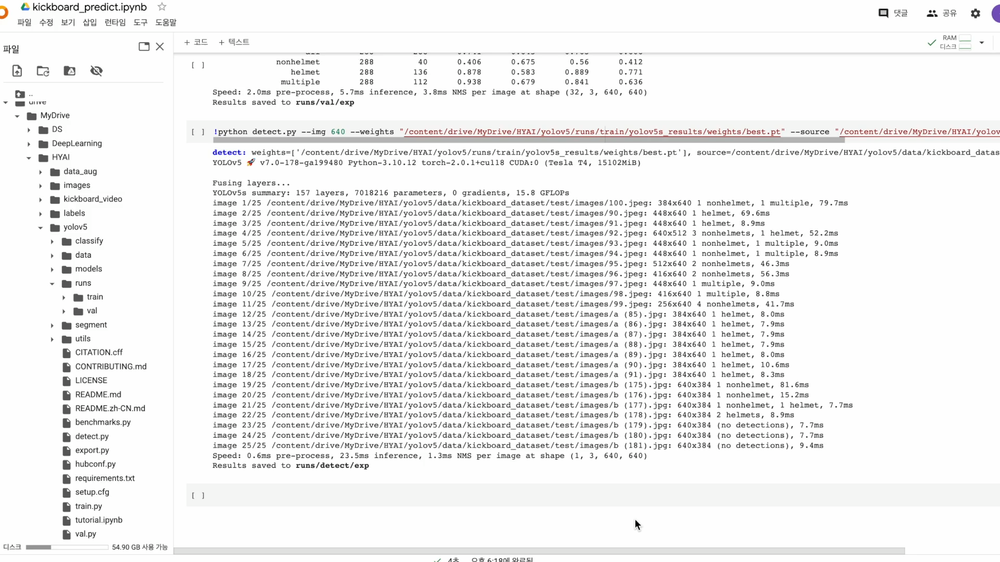 kickboard_predict.ipynb
댓글
공유
파일 수정 보기 삽입 런타임 도구 도움말
파일
..
drive
MyDrive
DS
DeepLearning
HYAI
data_aug
images
kickboard_video
labels
yolov5
classify
data
models
runs
train
val
segment
utils
CITATION.cff
CONTRIBUTING.md
LICENSE
README.md
README.zh-CN.md
benchmarks.py
detect.py
export.py
hubconf.py
requirements.txt
setup.cfg
train.py
tutorial.ipynb
val.py
디스크 54.90 GB 사용 가능
+ 코드 + 텍스트
RAM
디스크
[ ]
nonhelmet 288 40 0.406 0.675 0.56 0.412
helmet 288 136 0.878 0.583 0.889 0.771
multiple 288 112 0.938 0.679 0.841 0.636
Speed: 2.0ms pre-process, 5.7ms inference, 3.8ms NMS per image at shape (32, 3, 640, 640)
Results saved to runs/val/exp
[ ] !python detect.py --img 640 --weights "/content/drive/MyDrive/HYAI/yolov5/runs/train/yolov5s_results/weights/best.pt" --source "/content/drive/MyDrive/HYAI/yolov
detect: weights=['/content/drive/MyDrive/HYAI/yolov5/runs/train/yolov5s_results/weights/best.pt'], source=/content/drive/MyDrive/HYAI/yolov5/data/kickboard_datas
YOLOv5 🚀 v7.0-178-ga199480 Python-3.10.12 torch-2.0.1+cu118 CUDA:0 (Tesla T4, 15102MiB)
Fusing layers...
YOLOv5s summary: 157 layers, 7018216 parameters, 0 gradients, 15.8 GFLOPs
image 1/25 /content/drive/MyDrive/HYAI/yolov5/data/kickboard_dataset/test/images/100.jpeg: 384x640 1 nonhelmet, 1 multiple, 79.7ms
image 2/25 /content/drive/MyDrive/HYAI/yolov5/data/kickboard_dataset/test/images/90.jpeg: 448x640 1 helmet, 69.6ms
image 3/25 /content/drive/MyDrive/HYAI/yolov5/data/kickboard_dataset/test/images/91.jpeg: 448x640 1 helmet, 8.9ms
image 4/25 /content/drive/MyDrive/HYAI/yolov5/data/kickboard_dataset/test/images/92.jpeg: 640x512 3 nonhelmets, 1 helmet, 52.2ms
image 5/25 /content/drive/MyDrive/HYAI/yolov5/data/kickboard_dataset/test/images/93.jpeg: 448x640 1 nonhelmet, 1 multiple, 9.0ms
image 6/25 /content/drive/MyDrive/HYAI/yolov5/data/kickboard_dataset/test/images/94.jpeg: 448x640 1 nonhelmet, 1 multiple, 8.9ms
image 7/25 /content/drive/MyDrive/HYAI/yolov5/data/kickboard_dataset/test/images/95.jpeg: 512x640 2 nonhelmets, 46.3ms
image 8/25 /content/drive/MyDrive/HYAI/yolov5/data/kickboard_dataset/test/images/96.jpeg: 416x640 2 nonhelmets, 56.3ms
image 9/25 /content/drive/MyDrive/HYAI/yolov5/data/kickboard_dataset/test/images/97.jpeg: 448x640 1 multiple, 9.0ms
image 10/25 /content/drive/MyDrive/HYAI/yolov5/data/kickboard_dataset/test/images/98.jpeg: 416x640 1 multiple, 8.8ms
image 11/25 /content/drive/MyDrive/HYAI/yolov5/data/kickboard_dataset/test/images/99.jpeg: 256x640 4 nonhelmets, 41.7ms
image 12/25 /content/drive/MyDrive/HYAI/yolov5/data/kickboard_dataset/test/images/a (85).jpg: 384x640 1 helmet, 8.0ms
image 13/25 /content/drive/MyDrive/HYAI/yolov5/data/kickboard_dataset/test/images/a (86).jpg: 384x640 1 helmet, 7.9ms
image 14/25 /content/drive/MyDrive/HYAI/yolov5/data/kickboard_dataset/test/images/a (87).jpg: 384x640 1 helmet, 7.9ms
image 15/25 /content/drive/MyDrive/HYAI/yolov5/data/kickboard_dataset/test/images/a (88).jpg: 384x640 1 helmet, 7.9ms
image 16/25 /content/drive/MyDrive/HYAI/yolov5/data/kickboard_dataset/test/images/a (89).jpg: 384x640 1 helmet, 8.0ms
image 17/25 /content/drive/MyDrive/HYAI/yolov5/data/kickboard_dataset/test/images/a (90).jpg: 384x640 1 helmet, 10.6ms
image 18/25 /content/drive/MyDrive/HYAI/yolov5/data/kickboard_dataset/test/images/a (91).jpg: 384x640 1 helmet, 8.3ms
image 19/25 /content/drive/MyDrive/HYAI/yolov5/data/kickboard_dataset/test/images/b (175).jpg: 640x384 1 nonhelmet, 81.6ms
image 20/25 /content/drive/MyDrive/HYAI/yolov5/data/kickboard_dataset/test/images/b (176).jpg: 640x384 1 nonhelmet, 15.2ms
image 21/25 /content/drive/MyDrive/HYAI/yolov5/data/kickboard_dataset/test/images/b (177).jpg: 640x384 1 nonhelmet, 1 helmet, 7.7ms
image 22/25 /content/drive/MyDrive/HYAI/yolov5/data/kickboard_dataset/test/images/b (178).jpg: 640x384 2 helmets, 8.9ms
image 23/25 /content/drive/MyDrive/HYAI/yolov5/data/kickboard_dataset/test/images/b (179).jpg: 640x384 (no detections), 7.7ms
image 24/25 /content/drive/MyDrive/HYAI/yolov5/data/kickboard_dataset/test/images/b (180).jpg: 640x384 (no detections), 7.7ms
image 25/25 /content/drive/MyDrive/HYAI/yolov5/data/kickboard_dataset/test/images/b (181).jpg: 640x384 (no detections), 9.4ms
Speed: 0.6ms pre-process, 23.5ms inference, 1.3ms NMS per image at shape (1, 3, 640, 640)
Results saved to runs/detect/exp
[ ]
4초 오후 6:18에 완료됨